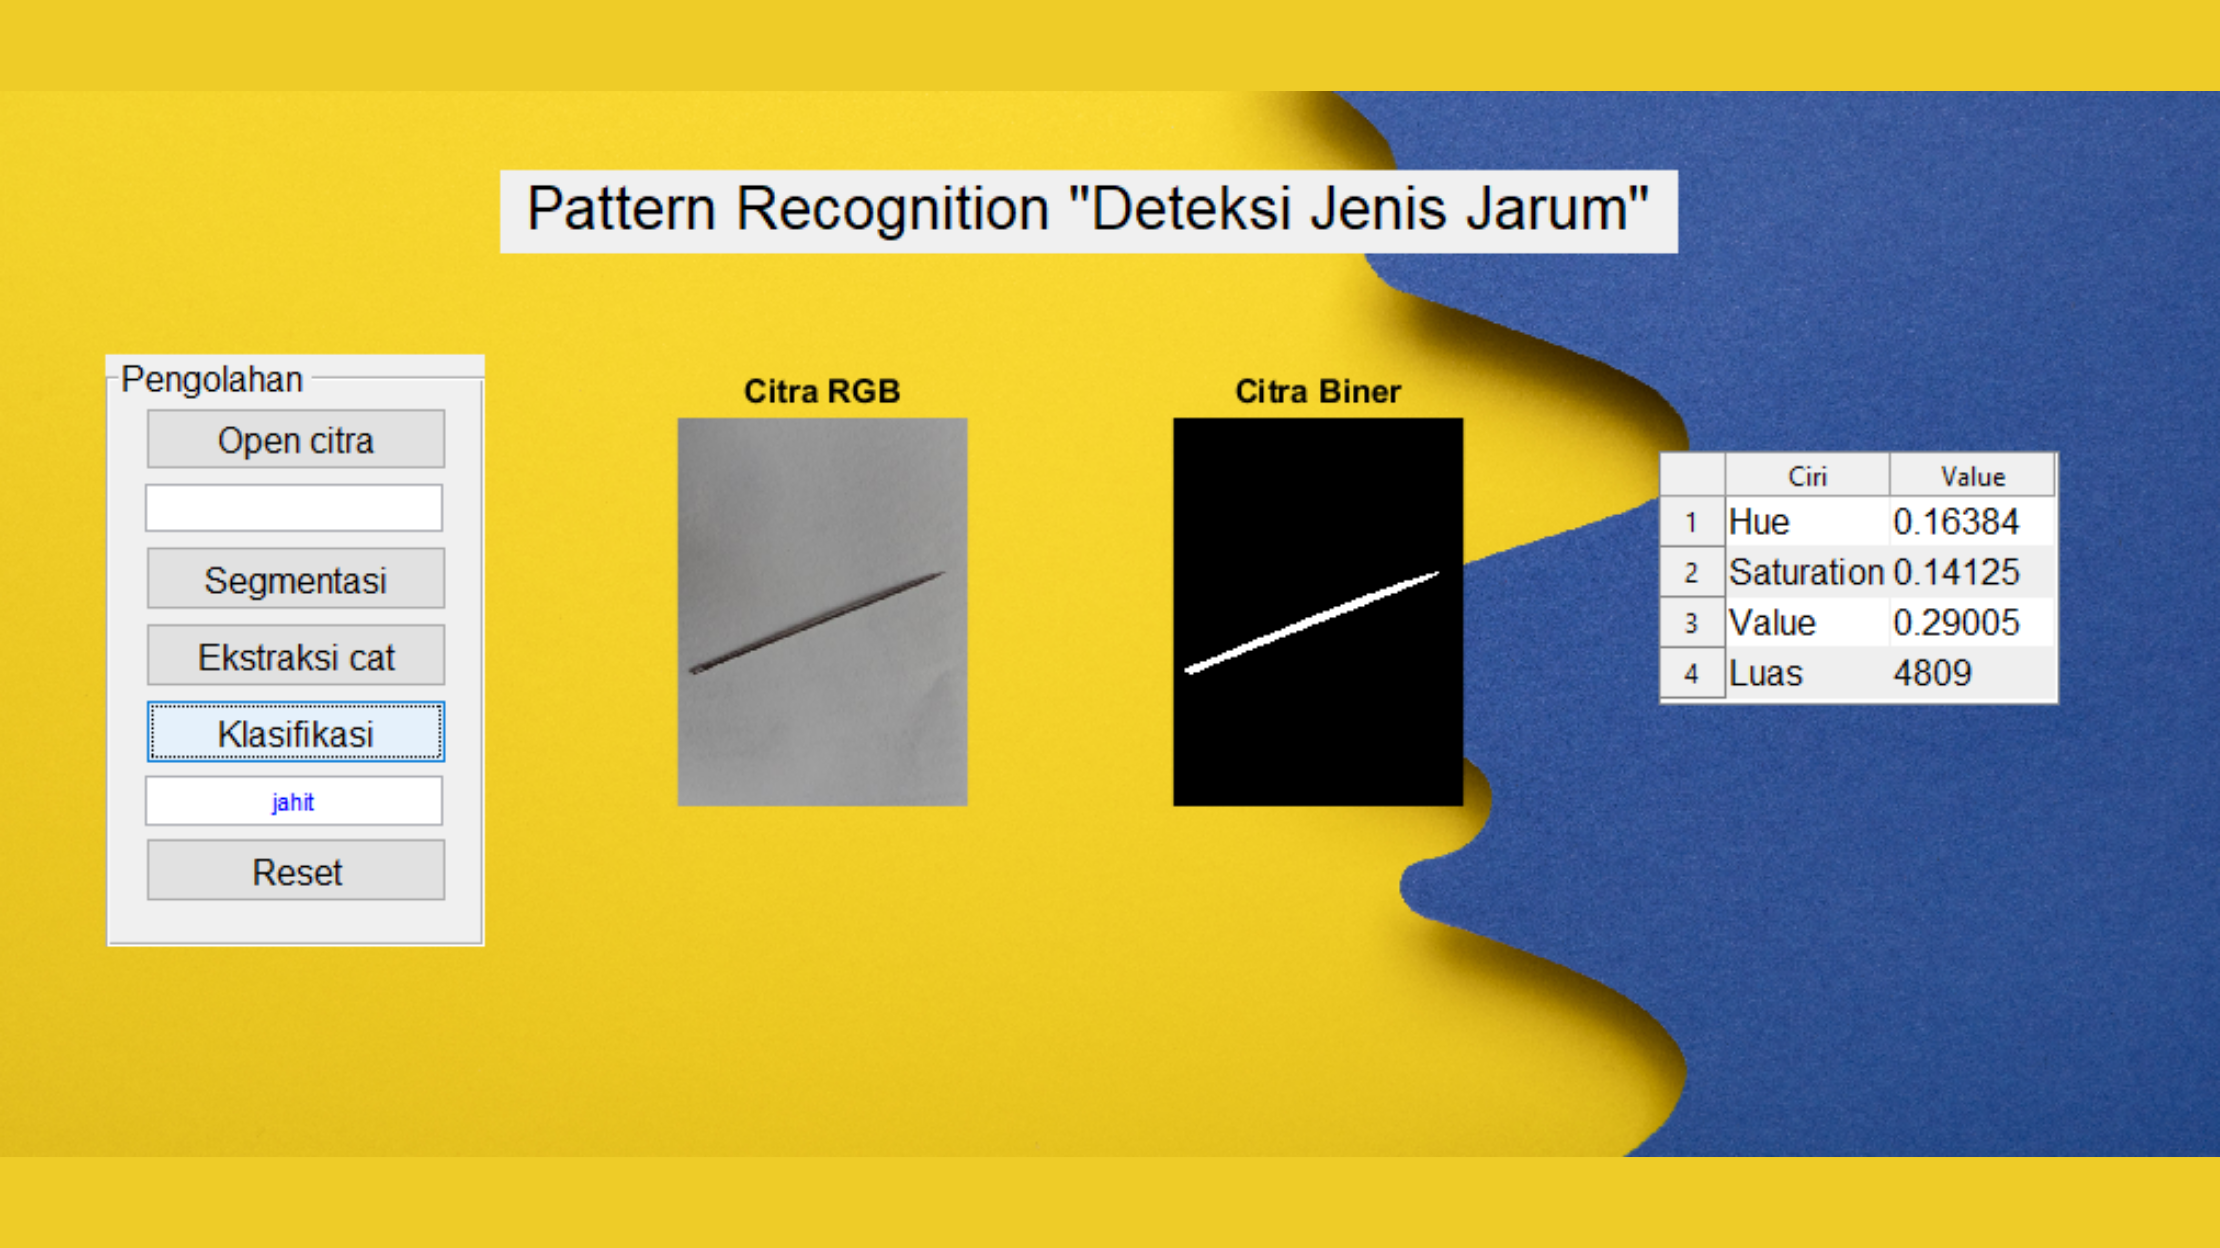 Pattern Recognition "Deteksi Jenis Jarum"
Pengolahan
Open citra
Segmentasi
Ekstraksi cat
Klasifikasi
jahit
Reset
Citra RGB
Citra Biner
Ciri Value
1 Hue 0.16384
2 Saturation 0.14125
3 Value 0.29005
4 Luas 4809